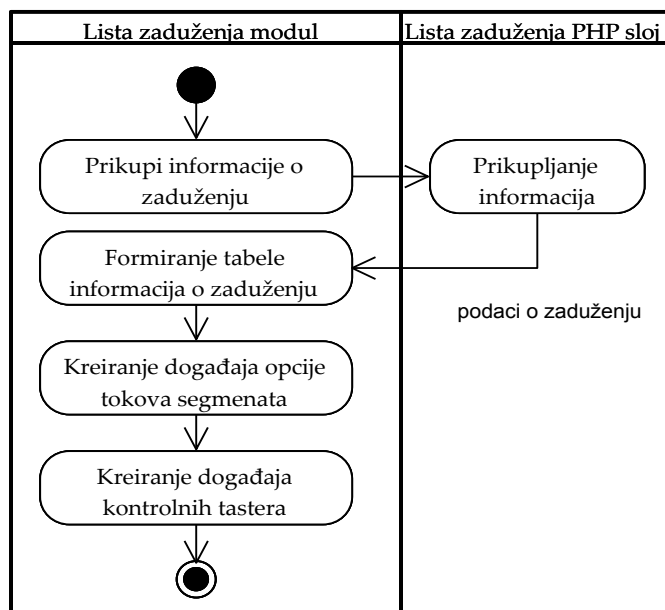 Lista zaduženja modul
Lista zaduženja PHP sloj
Prikupi informacije o
zaduženju
Prikupljanje
informacija
Formiranje tabele
informacija o zaduženju
podaci o zaduženju
Kreiranje događaja opcije
tokova segmenata
Kreiranje događaja
kontrolnih tastera